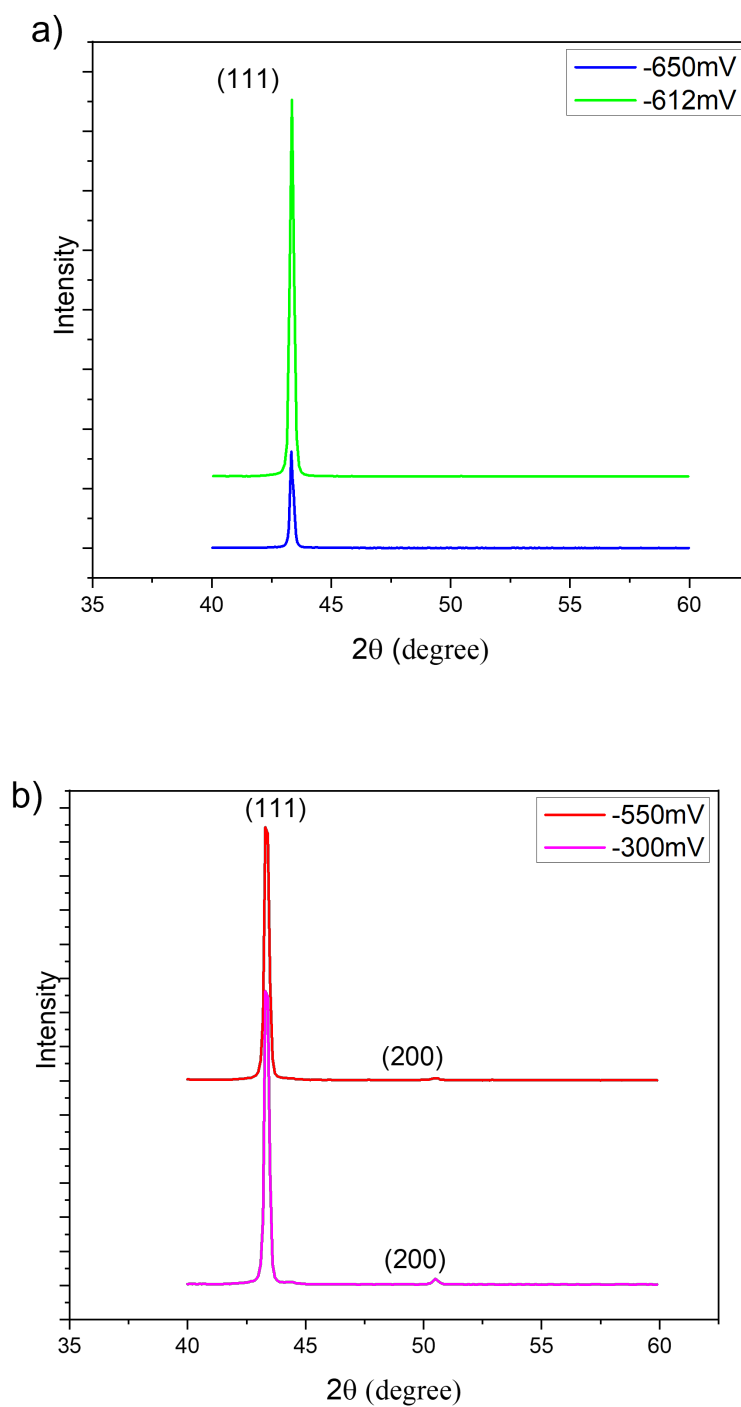 a)
(111)
-650mV
-612mV
Intensity
35 40 45 50 55 60
2θ (degree)
b)
(111)
-550mV
-300mV
Intensity
(200)
(200)
35 40 45 50 55 60
2θ (degree)